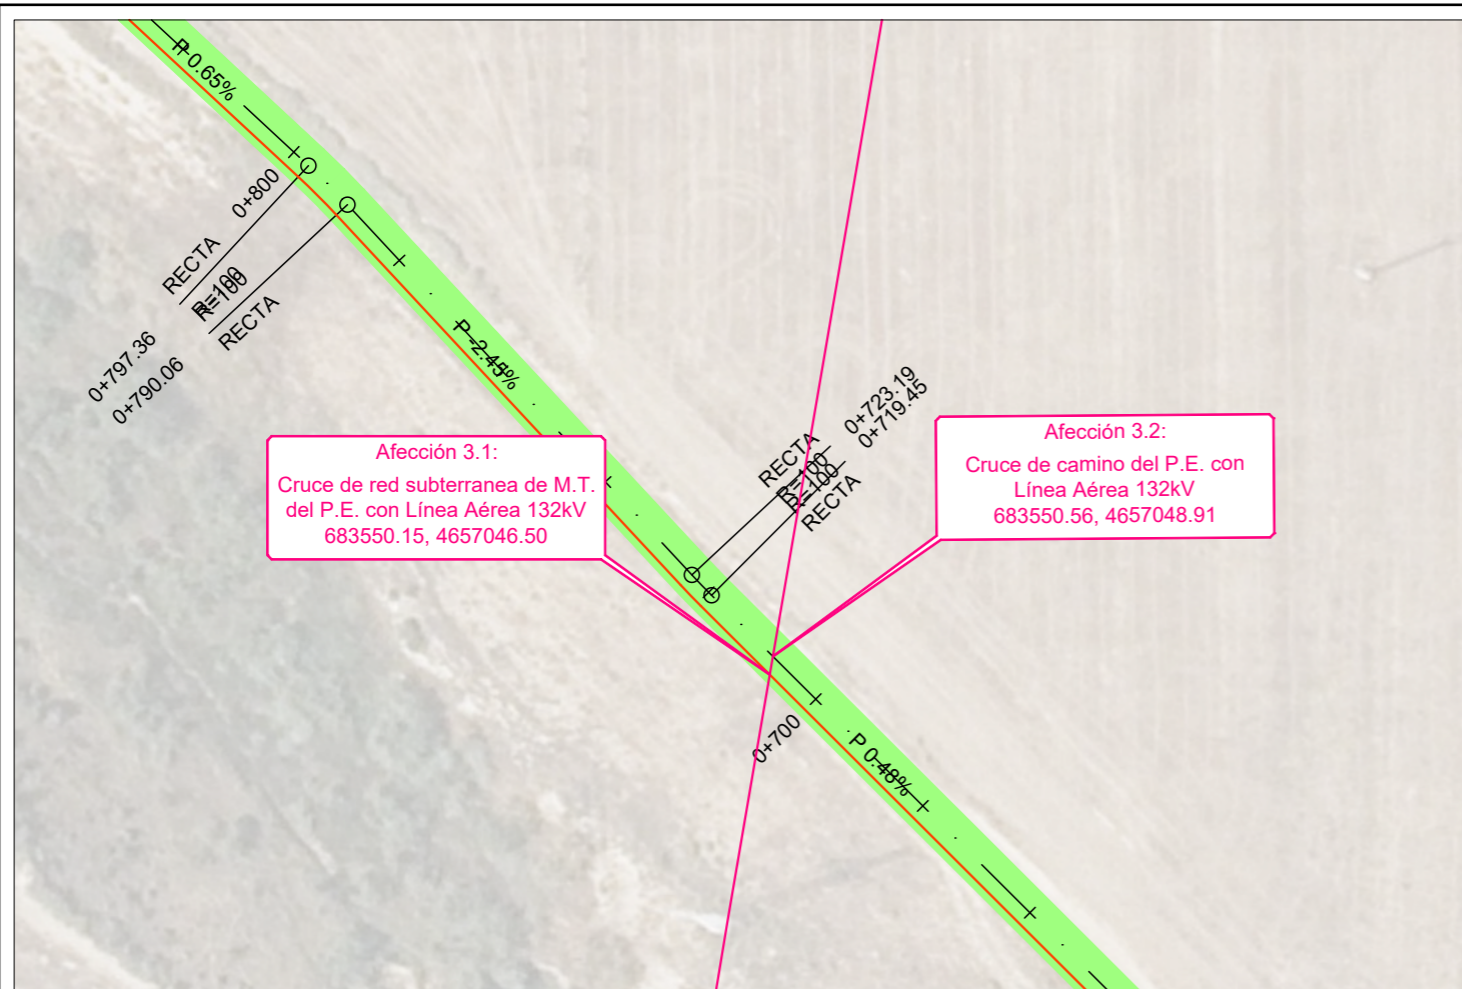 P 0.65%
0+800
RECTA
R=100
R=100
RECTA
0+797.36
0+790.06
P -2.45%
0+723.19
0+719.45
RECTA
R=100
R=100
RECTA
Afección 3.1:
Cruce de red subterranea de M.T.
del P.E. con Línea Aérea 132kV
683550.15, 4657046.50
Afección 3.2:
Cruce de camino del P.E. con
Línea Aérea 132kV
683550.56, 4657048.91
0+700
P 0.48%